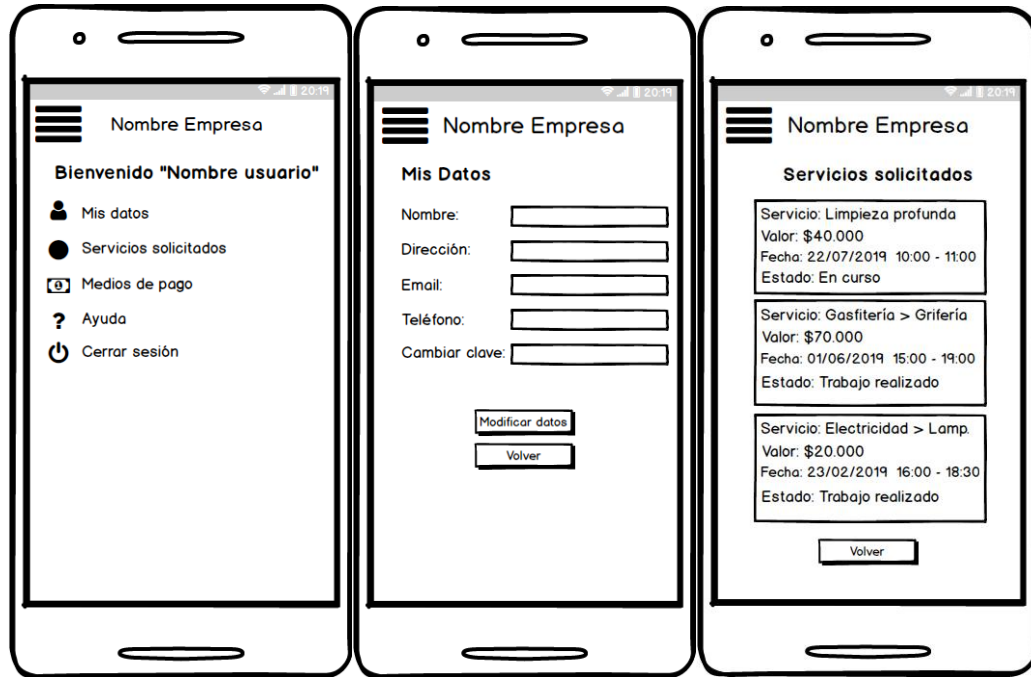 20:19
Nombre Empresa
Bienvenido "Nombre usuario"
Mis datos
Servicios solicitados
Medios de pago
? Ayuda
Cerrar sesión
20:19
Nombre Empresa
Mis Datos
Nombre:
Dirección:
Email:
Teléfono:
Cambiar clave:
Modificar datos
Volver
20:19
Nombre Empresa
Servicios solicitados
Servicio: Limpieza profunda
Valor: $40.000
Fecha: 22/07/2019 10:00 - 11:00
Estado: En curso
Servicio: Gasfitería > Grifería
Valor: $70.000
Fecha: 01/06/2019 15:00 - 19:00
Estado: Trabajo realizado
Servicio: Electricidad > Lamp.
Valor: $20.000
Fecha: 23/02/2019 16:00 - 18:30
Estado: Trabajo realizado
Volver